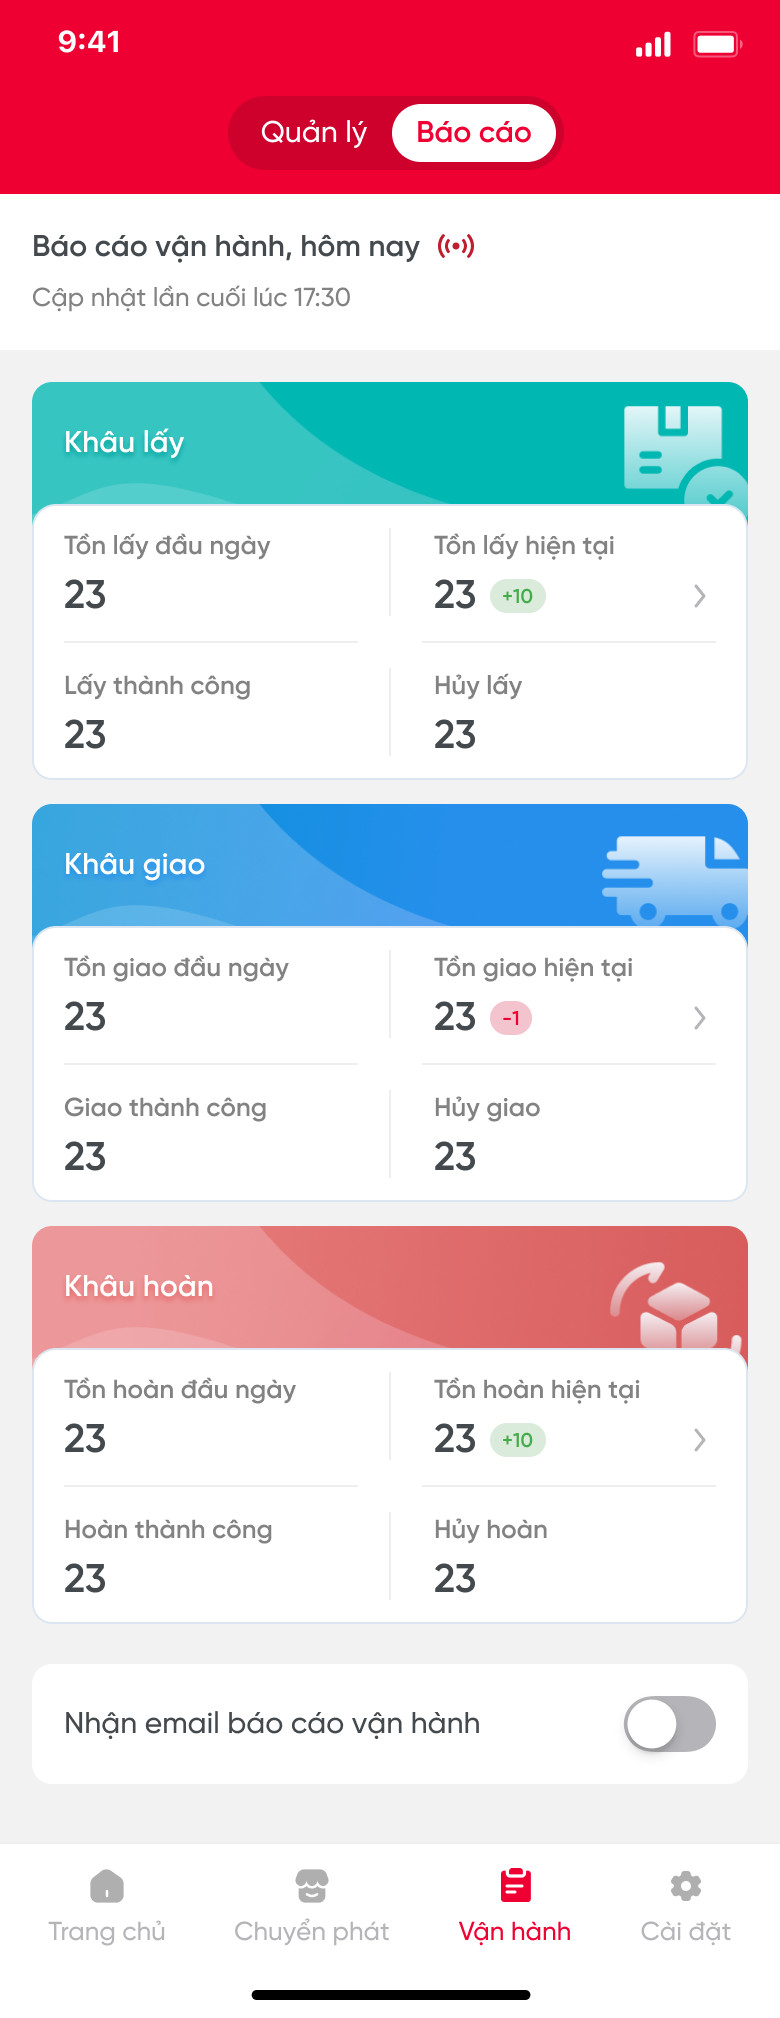 9:41
Quản lý Báo cáo
Báo cáo vận hành, hôm nay
Cập nhật lần cuối lúc 17:30
Khâu lấy
Tồn lấy đầu ngày
23
Tồn lấy hiện tại
23 +10
Lấy thành công
23
Hủy lấy
23
Khâu giao
Tồn giao đầu ngày
23
Tồn giao hiện tại
23 -1
Giao thành công
23
Hủy giao
23
Khâu hoàn
Tồn hoàn đầu ngày
23
Tồn hoàn hiện tại
23 +10
Hoàn thành công
23
Hủy hoàn
23
Nhận email báo cáo vận hành
Trang chủ Chuyển phát Vận hành Cài đặt